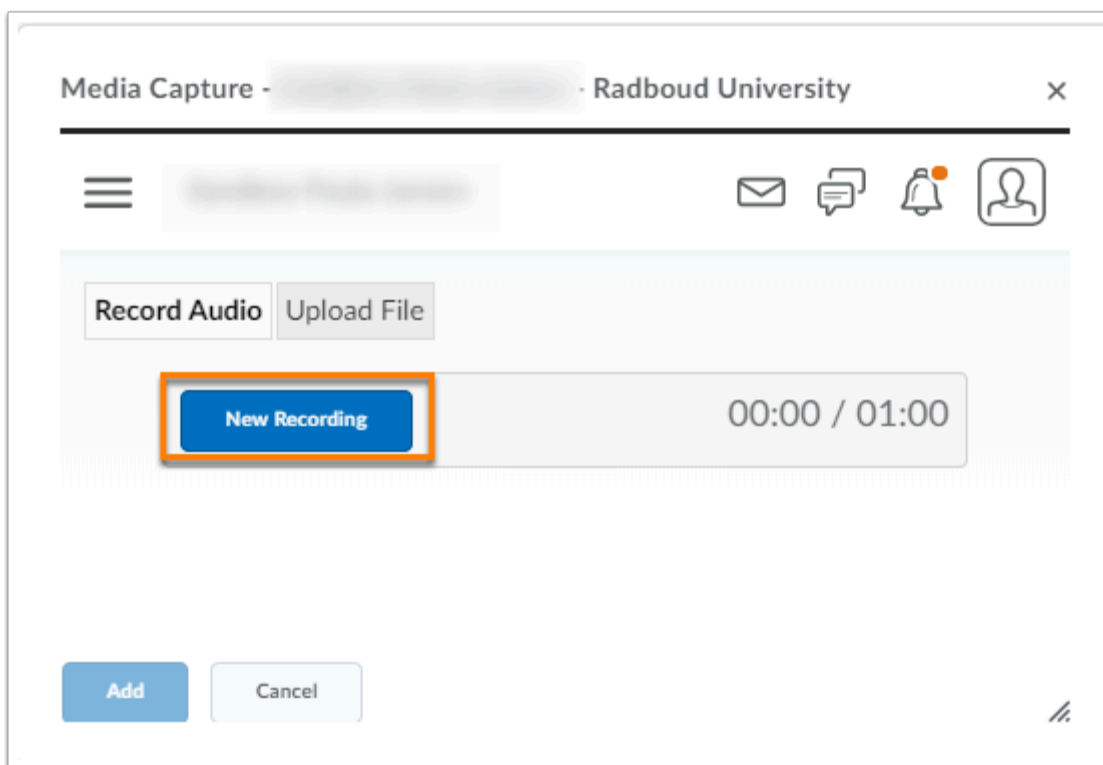 Media Capture - - Radboud University
Record Audio Upload File
New Recording 00:00 / 01:00
Add Cancel